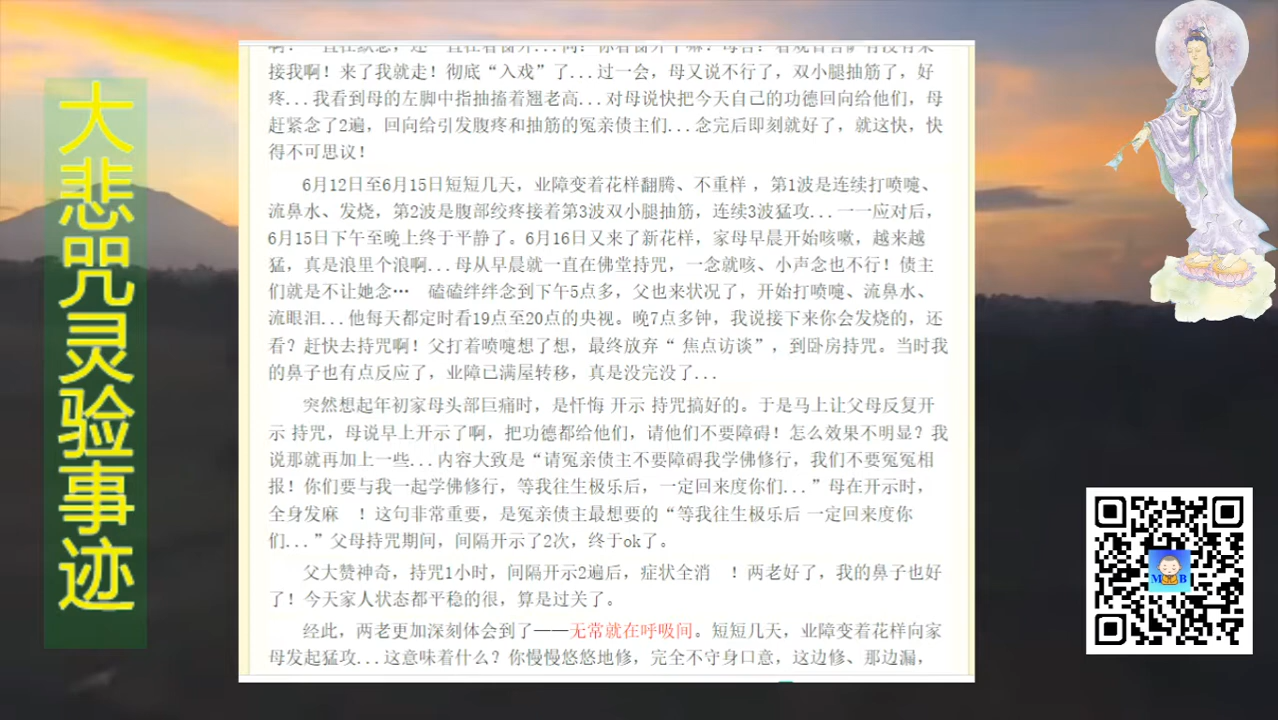 大悲咒灵验事迹
接我啊！来了我就走！彻底“入戏”了...过一会，母又说不行了，双小腿抽筋了，好
疼...我看到母的左脚中指抽搐着翘老高...对母说快把今天自己的功德回向给他们，母
赶紧念了2遍，回向给引发腹疼和抽筋的冤亲债主们...念完后即刻就好了，就这快，快
得不可思议！
6月12日至6月15日短短几天，业障变着花样翻腾、不重样，第1波是连续打喷嚏、
流鼻水、发烧，第2波是腹部绞疼接着第3波双小腿抽筋，连续3波猛攻...一一应对后，
6月15日下午至晚上终于平静了。6月16日又来了新花样，家母早晨开始咳嗽，越来越
猛，真是浪里个浪啊...母从早晨就一直在佛堂持咒，一念就咳、小声念也不行！债主
们就是不让她念… 磕磕绊绊念到下午5点多，父也来状况了，开始打喷嚏、流鼻水、
流眼泪...他每天都定时看19点至20点的央视。晚7点多钟，我说接下来你会发烧的，还
看？赶快去持咒啊！父打着喷嚏想了想，最终放弃“ 焦点访谈”，到卧房持咒。当时我
的鼻子也有点反应了，业障已满屋转移，真是没完没了...
突然想起年初家母头部巨痛时，是忏悔 开示 持咒搞好的。于是马上让父母反复开
示 持咒，母说早上开示了啊，把功德都给他们，请他们不要障碍！怎么效果不明显？我
说那就再加上一些...内容大致是“请冤亲债主不要障碍我学佛修行，我们不要冤冤相
报！你们要与我一起学佛修行，等我往生极乐后，一定回来度你们...”母在开示时，
全身发麻 ！这句非常重要，是冤亲债主最想要的“等我往生极乐后 一定回来度你
们...”父母持咒期间，间隔开示了2次，终于ok了。
父大赞神奇，持咒1小时，间隔开示2遍后，症状全消 ！两老好了，我的鼻子也好
了！今天家人状态都平稳的很，算是过关了。
经此，两老更加深刻体会到了——无常就在呼吸间。短短几天，业障变着花样向家
母发起猛攻...这意味着什么？你慢慢悠悠地修，完全不守身口意，这边修、那边漏，
M B